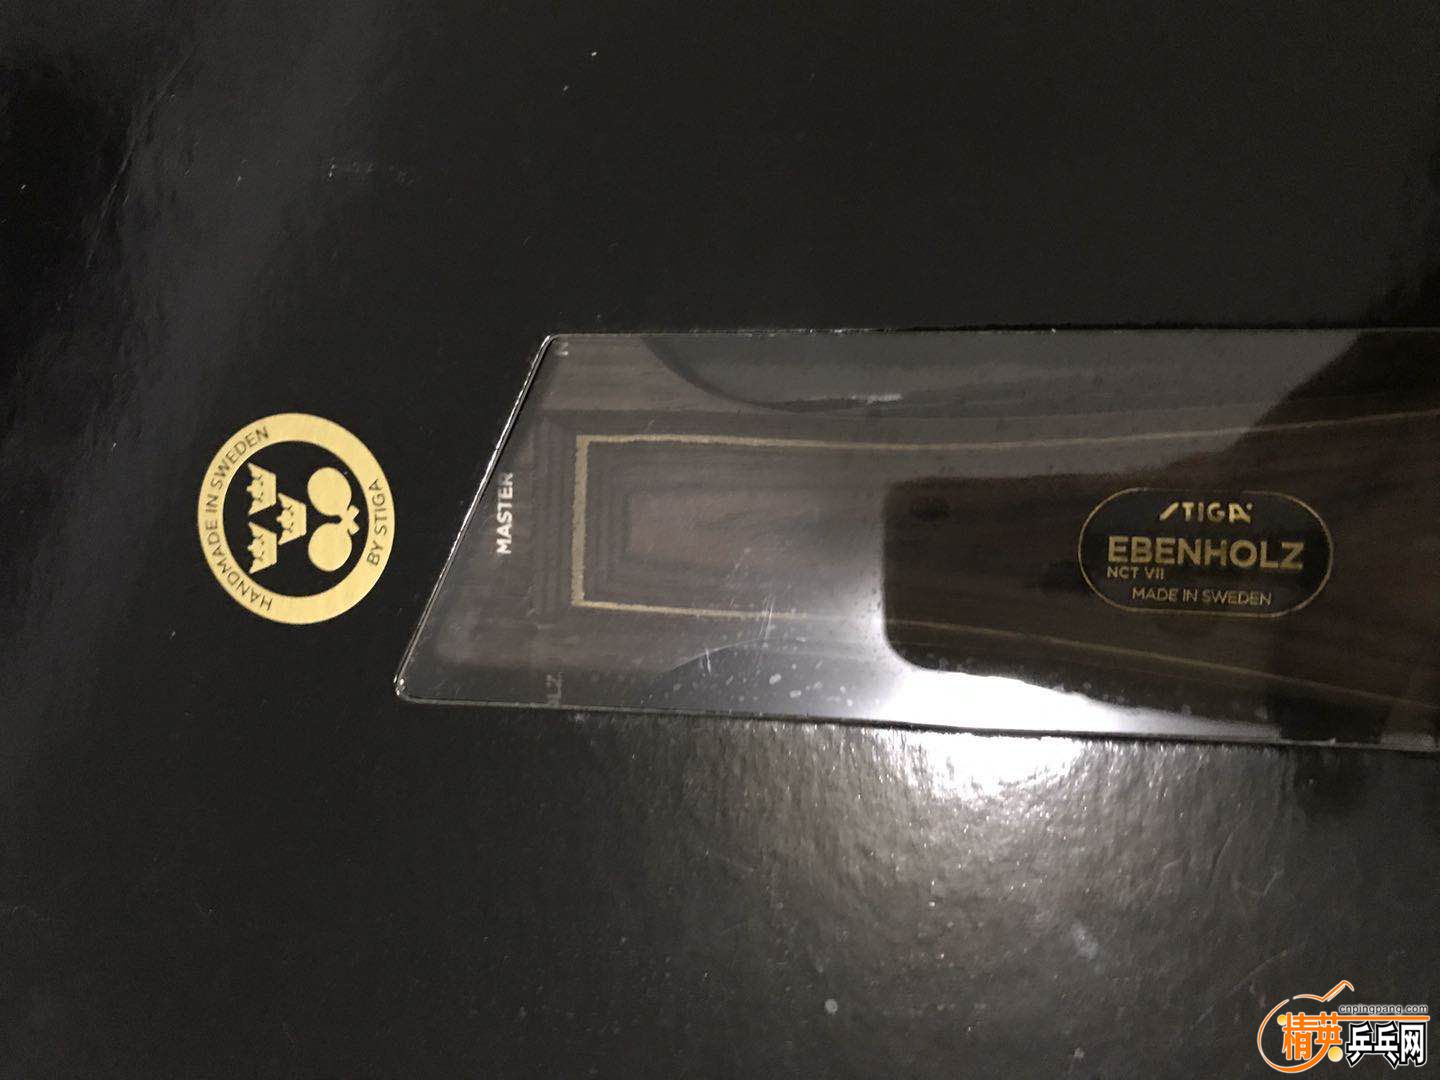 HANDMADE IN SWEDEN
BY STIGA
MASTER
STIGA
EBENHOLZ
NCT VII
MADE IN SWEDEN
cnpingpang.com
精英乒乓网